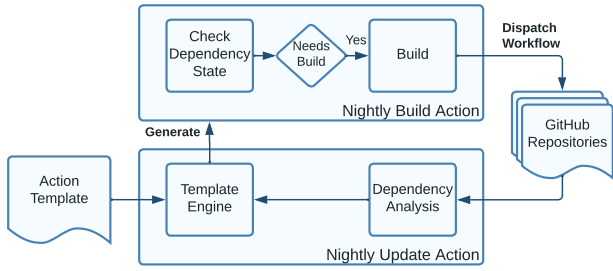 Check
Dependency
State
Needs
Build
Yes
Build
Nightly Build Action
Dispatch
Workflow
GitHub
Repositories
Generate
Action
Template
Template
Engine
Dependency
Analysis
Nightly Update Action